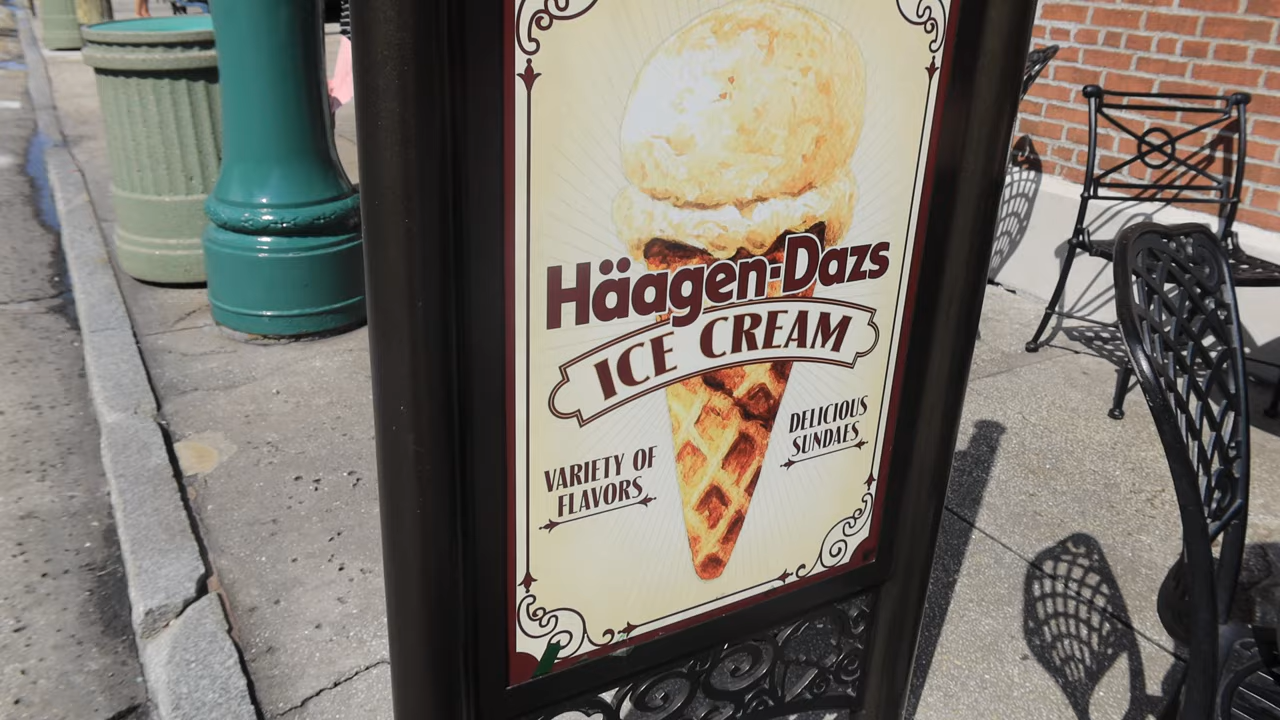 Häagen-Dazs
ICE CREAM
DELICIOUS
SUNDAES
VARIETY OF
FLAVORS